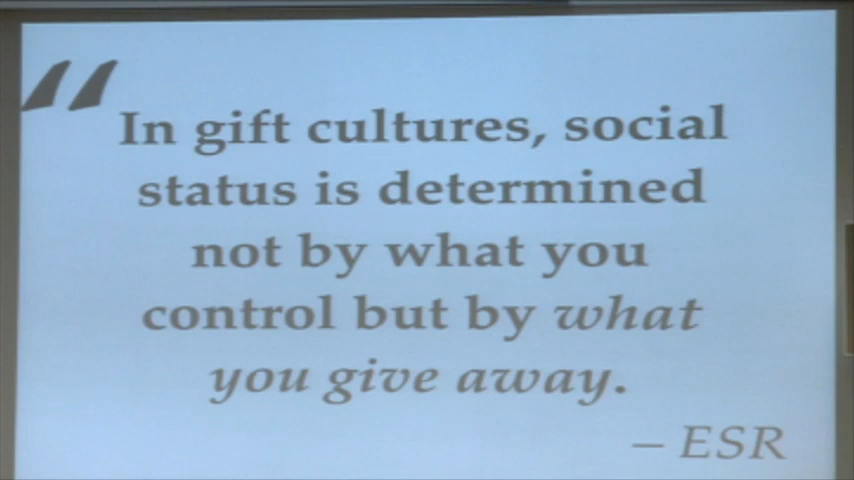 "
In gift cultures, social
status is determined
not by what you
control but by what
you give away.
– ESR